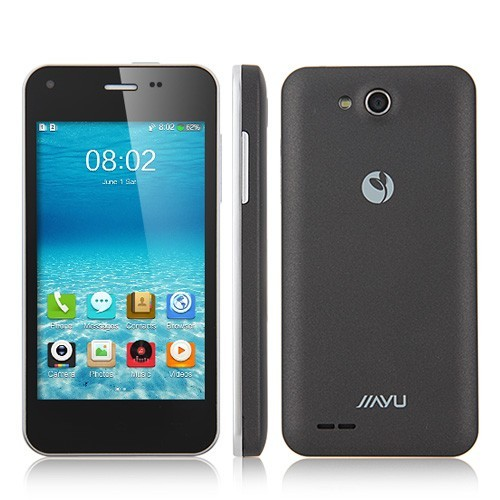 8:02 62%
08:02
June 1 Sat
Phone Messages Contacts Browser
Camera Photos Music Videos
JIAYU